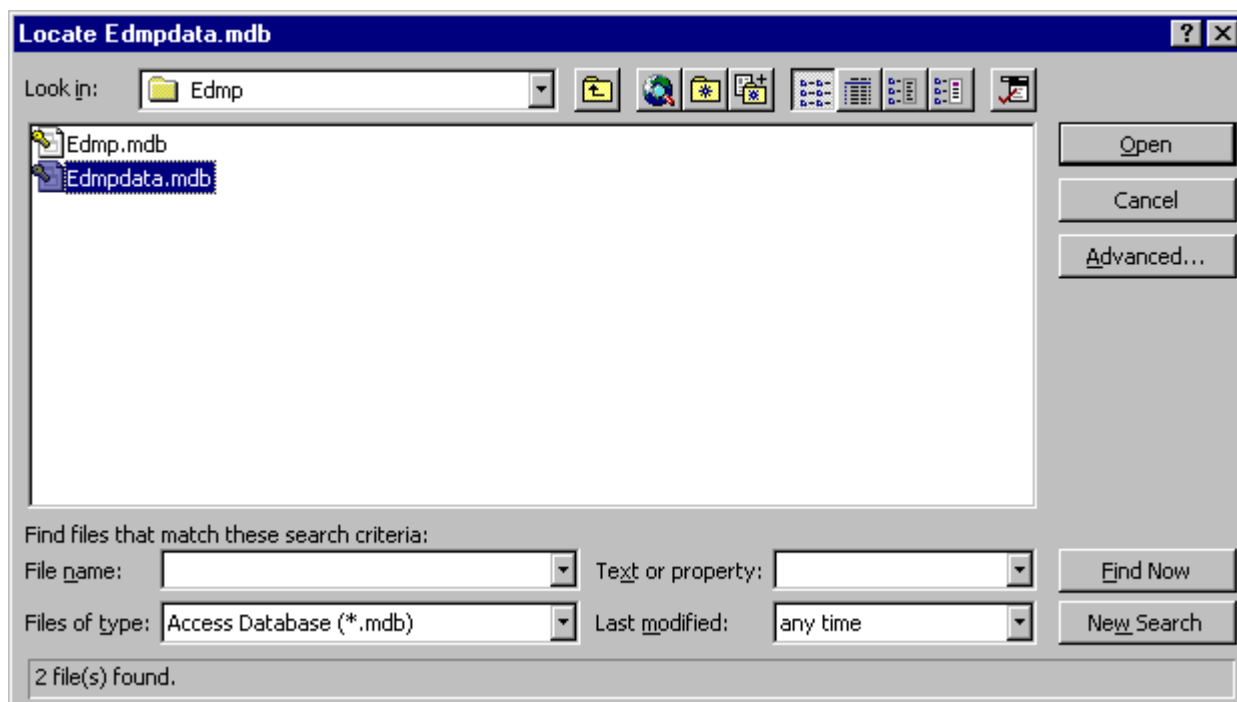 Locate Edmpdata.mdb
Look in: Edmp
Edmp.mdb
Edmpdata.mdb
Open
Cancel
Advanced...
Find files that match these search criteria:
File name: Text or property: Find Now
Files of type: Access Database (*.mdb) Last modified: any time New Search
2 file(s) found.